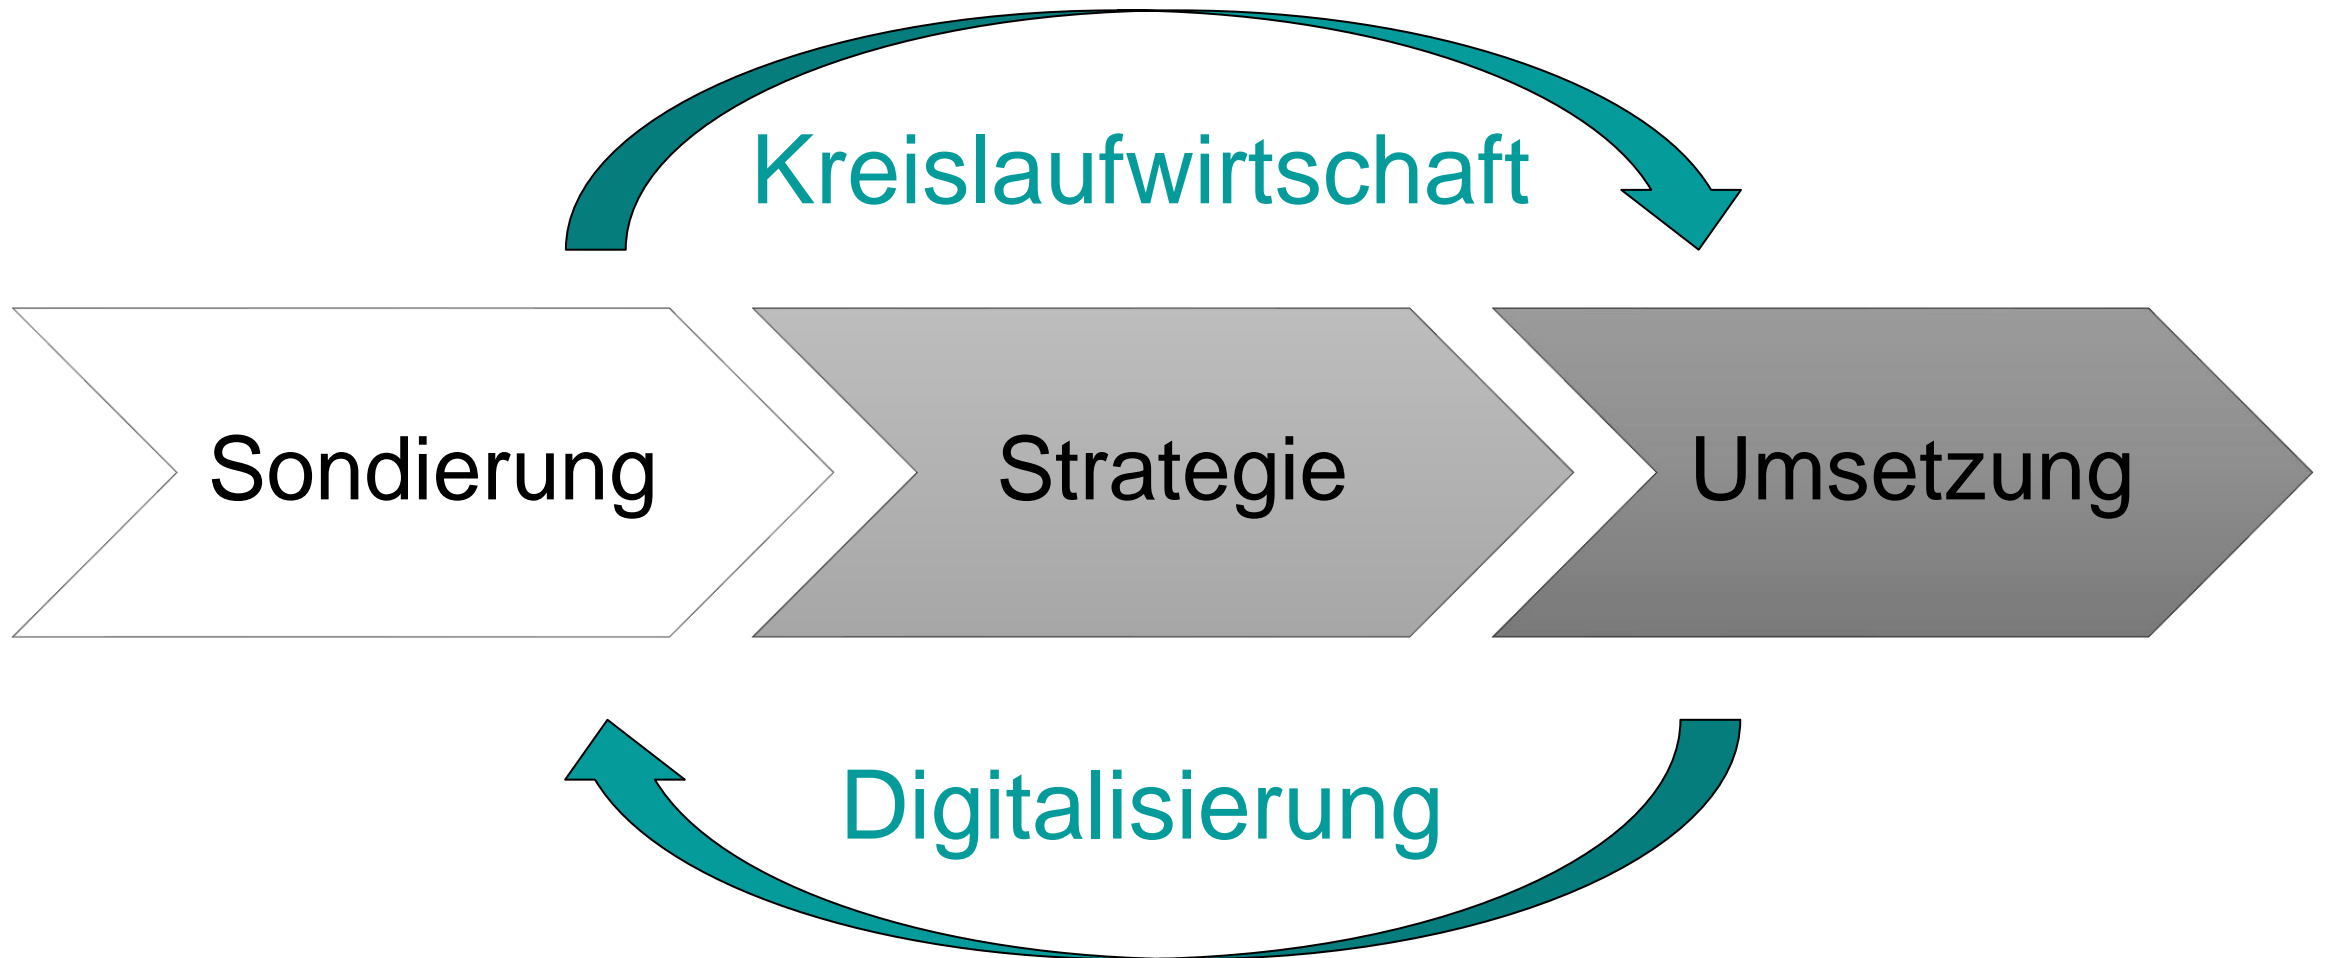 Kreislaufwirtschaft
Sondierung
Strategie
Umsetzung
Digitalisierung